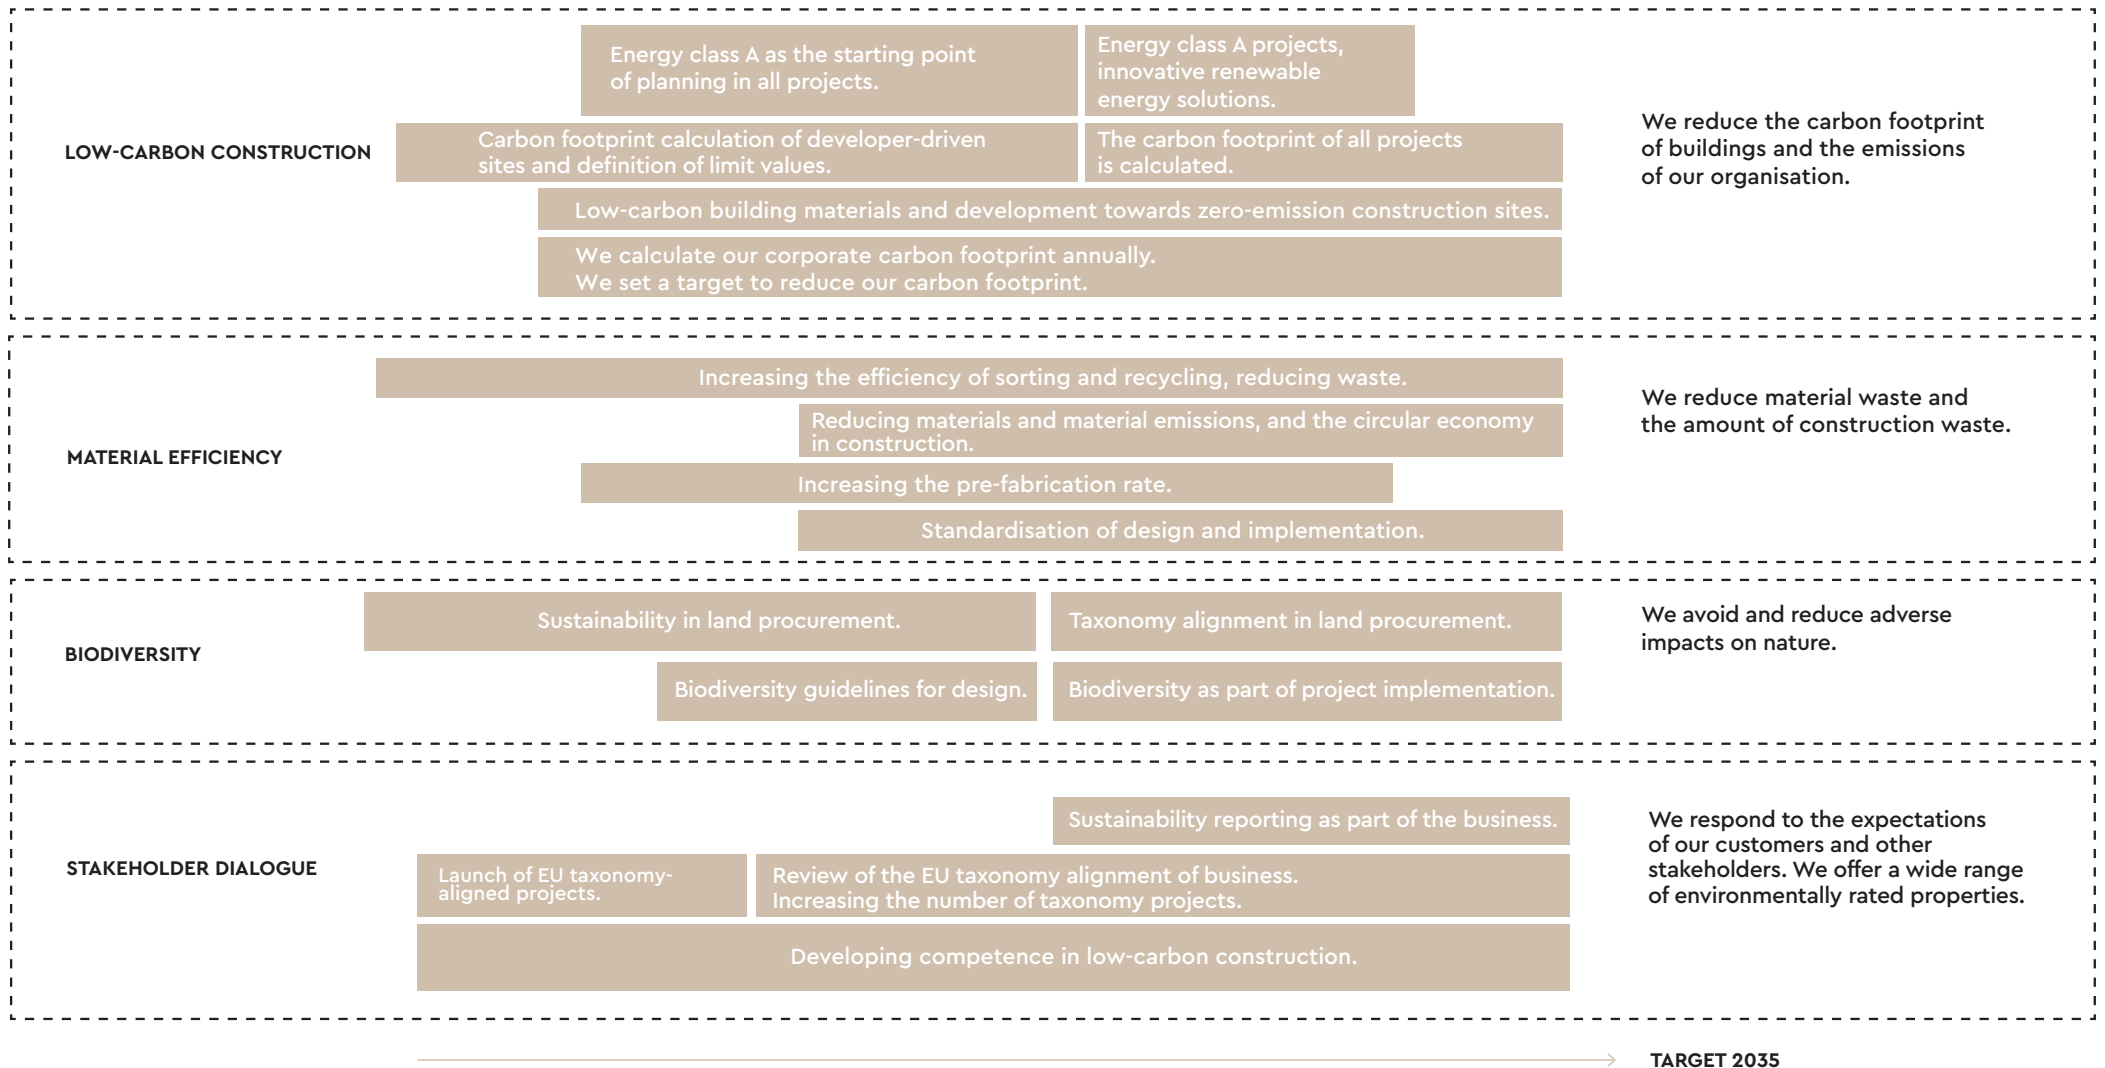 LOW-CARBON CONSTRUCTION
Energy class A as the starting point
of planning in all projects.
Energy class A projects,
innovative renewable
energy solutions.
Carbon footprint calculation of developer-driven
sites and definition of limit values.
The carbon footprint of all projects
is calculated.
Low-carbon building materials and development towards zero-emission construction sites.
We calculate our corporate carbon footprint annually.
We set a target to reduce our carbon footprint.
We reduce the carbon footprint
of buildings and the emissions
of our organisation.
MATERIAL EFFICIENCY
Increasing the efficiency of sorting and recycling, reducing waste.
Reducing materials and material emissions, and the circular economy
in construction.
Increasing the pre-fabrication rate.
Standardisation of design and implementation.
We reduce material waste and
the amount of construction waste.
BIODIVERSITY
Sustainability in land procurement.
Taxonomy alignment in land procurement.
Biodiversity guidelines for design.
Biodiversity as part of project implementation.
We avoid and reduce adverse
impacts on nature.
STAKEHOLDER DIALOGUE
Sustainability reporting as part of the business.
Launch of EU taxonomy-
aligned projects.
Review of the EU taxonomy alignment of business.
Increasing the number of taxonomy projects.
Developing competence in low-carbon construction.
We respond to the expectations
of our customers and other
stakeholders. We offer a wide range
of environmentally rated properties.
TARGET 2035